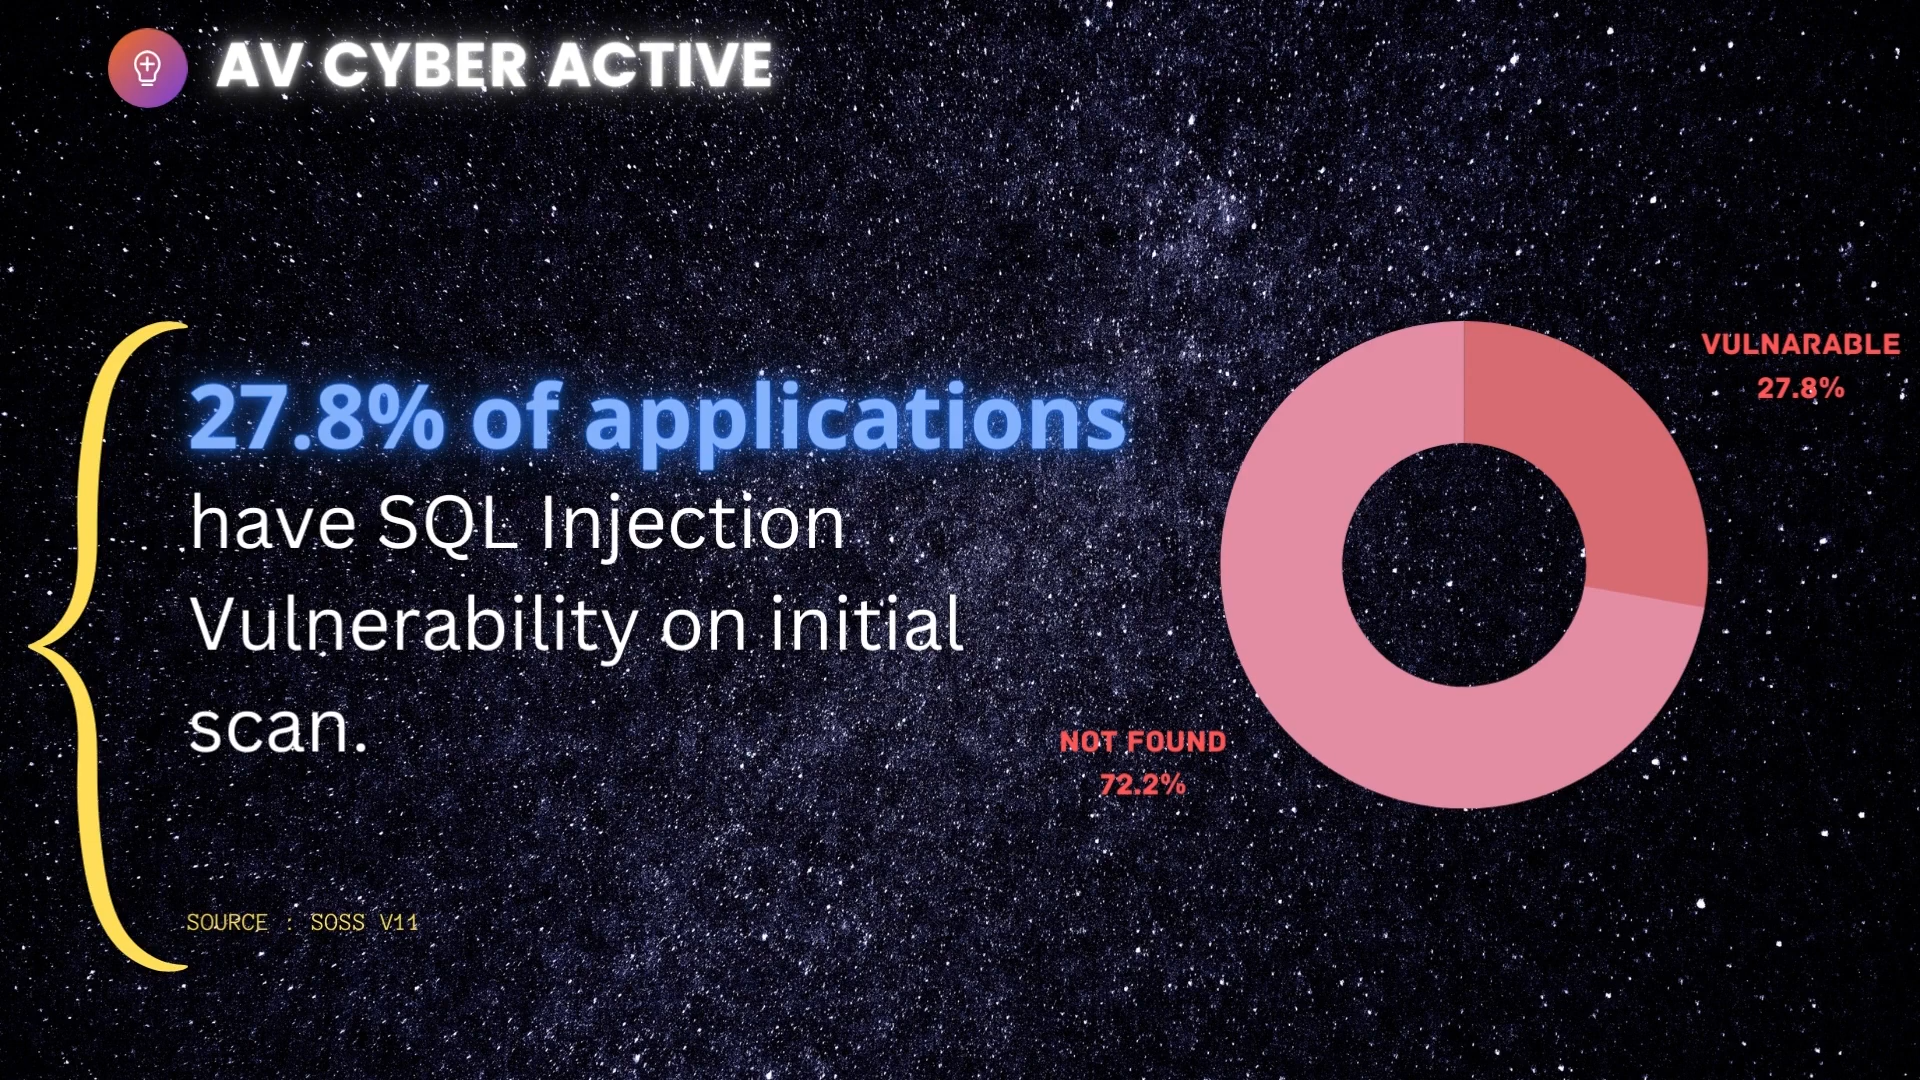 AV CYBER ACTIVE
27.8% of applications
have SQL Injection
Vulnerability on initial
scan.
SOURCE : SOSS V11
VULNARABLE
27.8%
NOT FOUND
72.2%